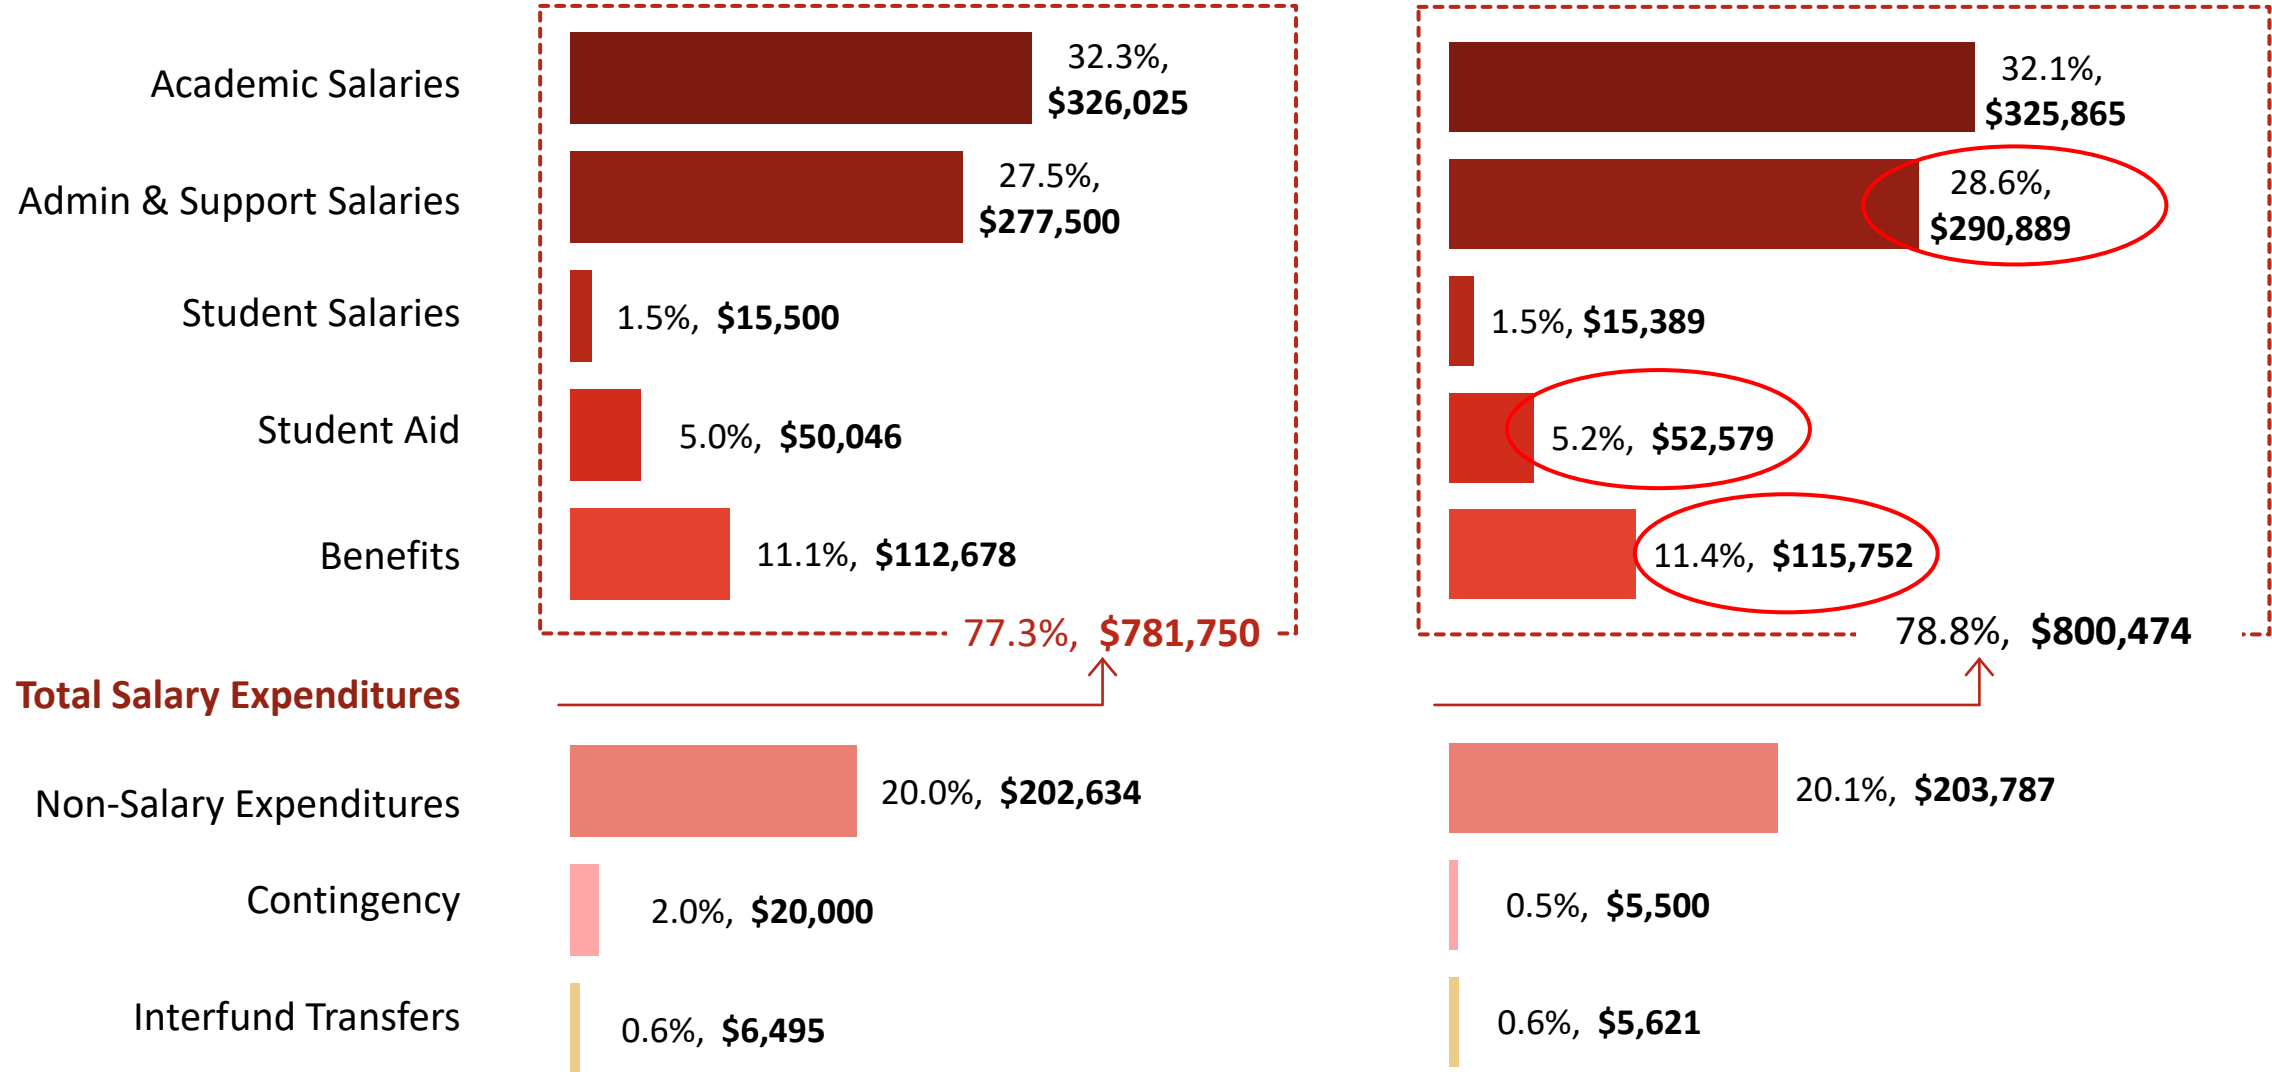 Academic Salaries
32.3%,
$326,025
32.1%,
$325,865
Admin & Support Salaries
27.5%,
$277,500
28.6%,
$290,889
Student Salaries
1.5%, $15,500
1.5%, $15,389
Student Aid
5.0%, $50,046
5.2%, $52,579
Benefits
11.1%, $112,678
11.4%, $115,752
77.3%, $781,750
78.8%, $800,474
Total Salary Expenditures
Non-Salary Expenditures
20.0%, $202,634
20.1%, $203,787
Contingency
2.0%, $20,000
0.5%, $5,500
Interfund Transfers
0.6%, $6,495
0.6%, $5,621